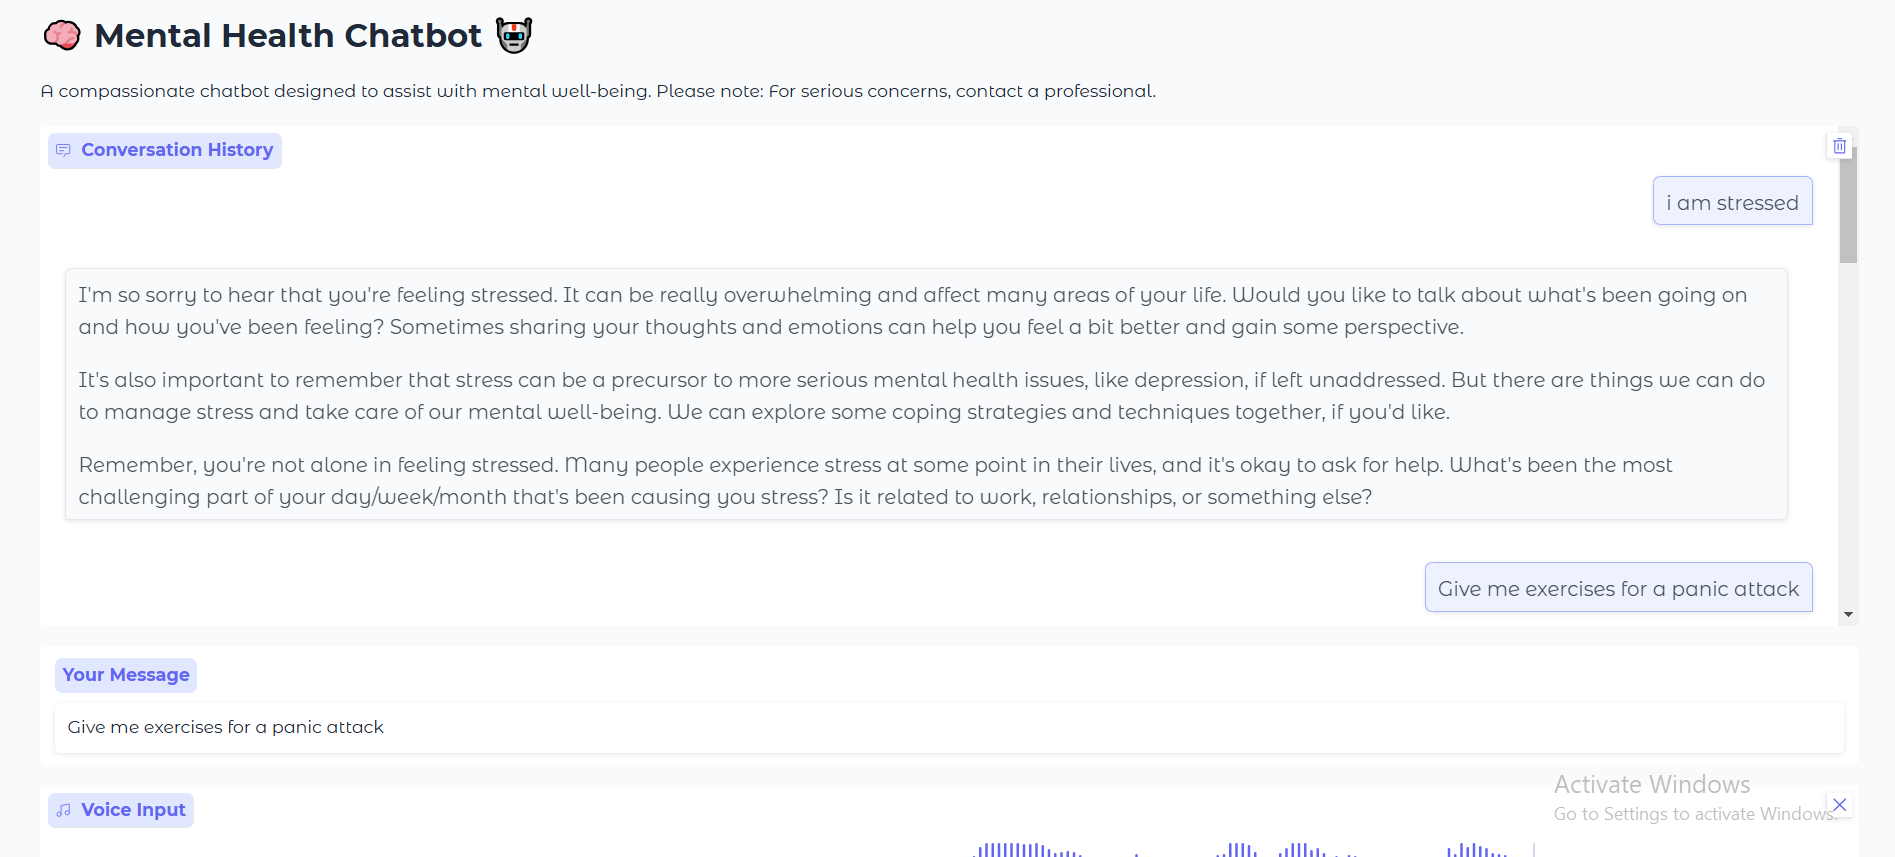 Mental Health Chatbot
A compassionate chatbot designed to assist with mental well-being. Please note: For serious concerns, contact a professional.
Conversation History
i am stressed
I'm so sorry to hear that you're feeling stressed. It can be really overwhelming and affect many areas of your life. Would you like to talk about what's been going on
and how you've been feeling? Sometimes sharing your thoughts and emotions can help you feel a bit better and gain some perspective.
It's also important to remember that stress can be a precursor to more serious mental health issues, like depression, if left unaddressed. But there are things we can do
to manage stress and take care of our mental well-being. We can explore some coping strategies and techniques together, if you'd like.
Remember, you're not alone in feeling stressed. Many people experience stress at some point in their lives, and it's okay to ask for help. What's been the most
challenging part of your day/week/month that's been causing you stress? Is it related to work, relationships, or something else?
Give me exercises for a panic attack
Your Message
Give me exercises for a panic attack
Voice Input
Activate Windows
Go to Settings to activate Windows.